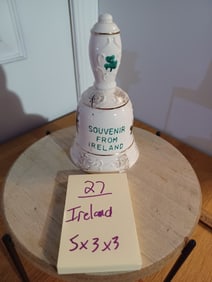 SOUVENIR
FROM
IRELAND
27
Ireland
5x3x3